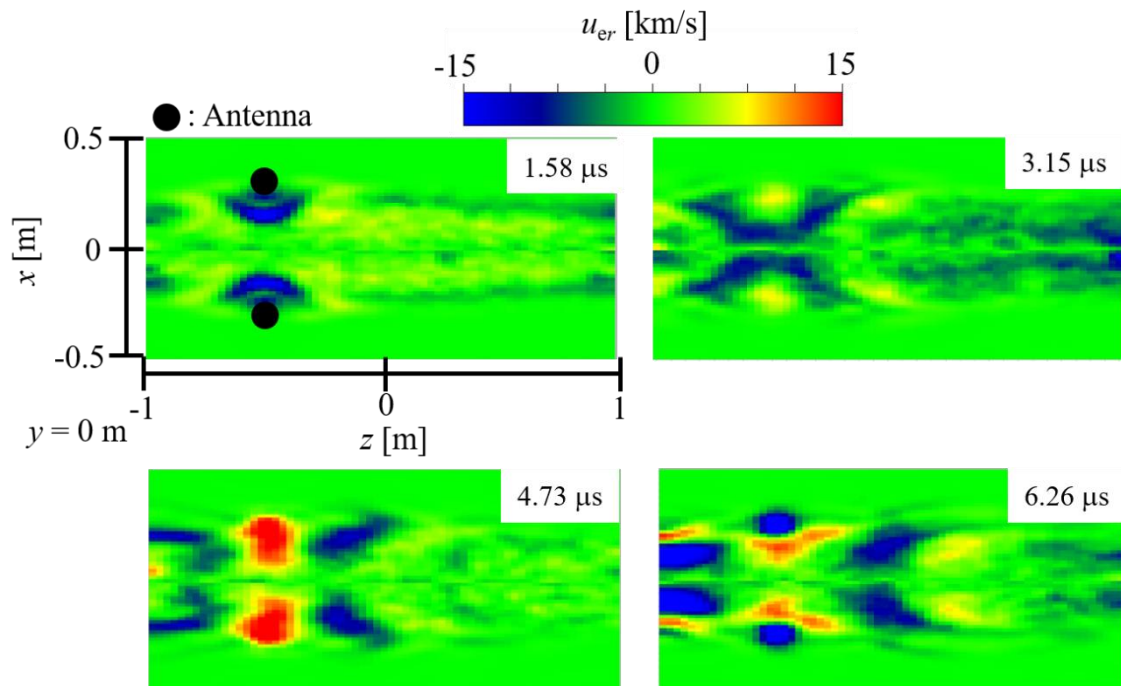 u_er [km/s]
-15 0 15
● : Antenna
0.5
1.58 μs
3.15 μs
x [m]
0
-0.5
-1 0 1
y = 0 m
z [m]
4.73 μs
6.26 μs